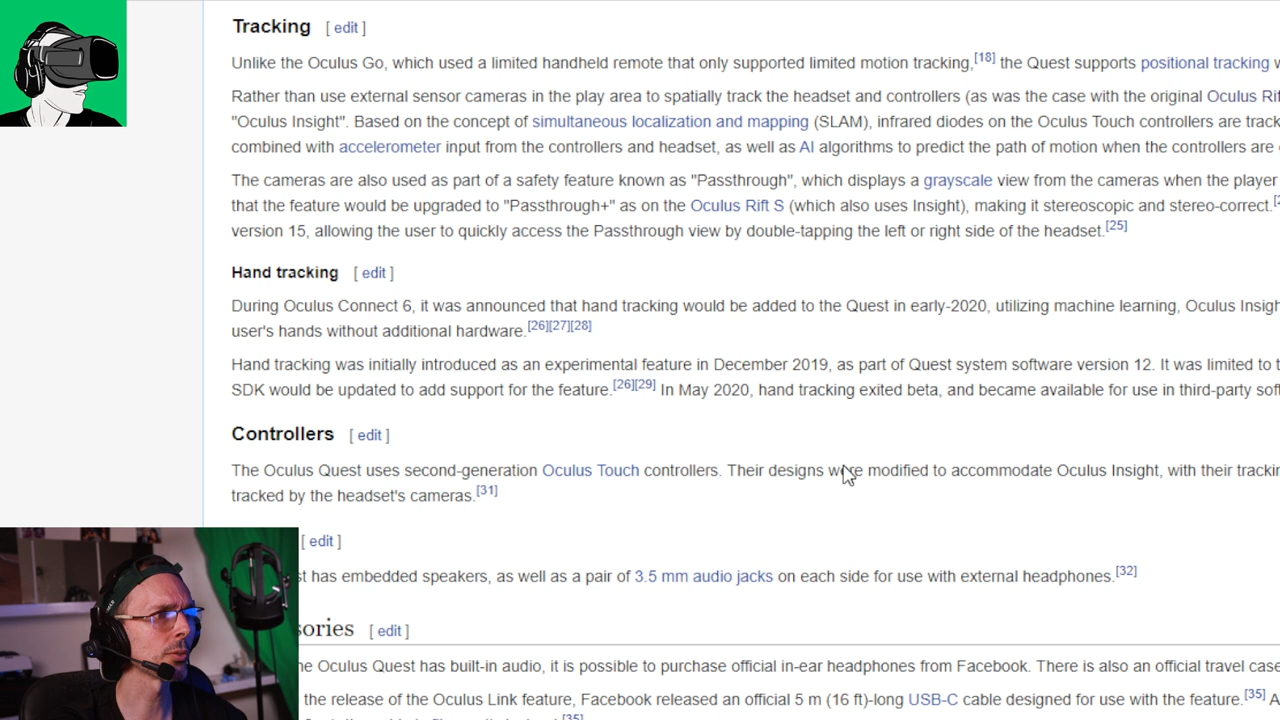 Tracking [ edit ]
Unlike the Oculus Go, which used a limited handheld remote that only supported limited motion tracking,[18] the Quest supports positional tracking
Rather than use external sensor cameras in the play area to spatially track the headset and controllers (as was the case with the original Oculus
"Oculus Insight". Based on the concept of simultaneous localization and mapping (SLAM), infrared diodes on the Oculus Touch controllers are
combined with accelerometer input from the controllers and headset, as well as AI algorithms to predict the path of motion when the controllers are
The cameras are also used as part of a safety feature known as "Passthrough", which displays a grayscale view from the cameras when the player
that the feature would be upgraded to "Passthrough+" as on the Oculus Rift S (which also uses Insight), making it stereoscopic and stereo-correct.
version 15, allowing the user to quickly access the Passthrough view by double-tapping the left or right side of the headset.[25]
Hand tracking [ edit ]
During Oculus Connect 6, it was announced that hand tracking would be added to the Quest in early-2020, utilizing machine learning, Oculus
user's hands without additional hardware.[26][27][28]
Hand tracking was initially introduced as an experimental feature in December 2019, as part of Quest system software version 12. It was limited to
SDK would be updated to add support for the feature.[26][29] In May 2020, hand tracking exited beta, and became available for use in third-party
Controllers [ edit ]
The Oculus Quest uses second-generation Oculus Touch controllers. Their designs were modified to accommodate Oculus Insight, with their
tracked by the headset's cameras.[31]
[ edit ]
st has embedded speakers, as well as a pair of 3.5 mm audio jacks on each side for use with external headphones.[32]
sories [ edit ]
he Oculus Quest has built-in audio, it is possible to purchase official in-ear headphones from Facebook. There is also an official travel case
the release of the Oculus Link feature, Facebook released an official 5 m (16 ft)-long USB-C cable designed for use with the feature.[35] A
[35]